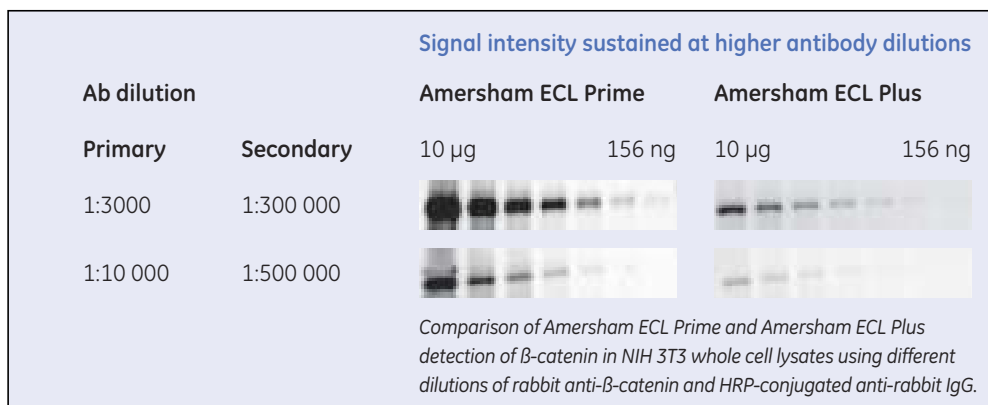 Signal intensity sustained at higher antibody dilutions
Ab dilution Amersham ECL Prime Amersham ECL Plus
Primary Secondary 10 µg 156 ng 10 µg 156 ng
1:3000 1:300 000
1:10 000 1:500 000
Comparison of Amersham ECL Prime and Amersham ECL Plus
detection of ß-catenin in NIH 3T3 whole cell lysates using different
dilutions of rabbit anti-ß-catenin and HRP-conjugated anti-rabbit IgG.